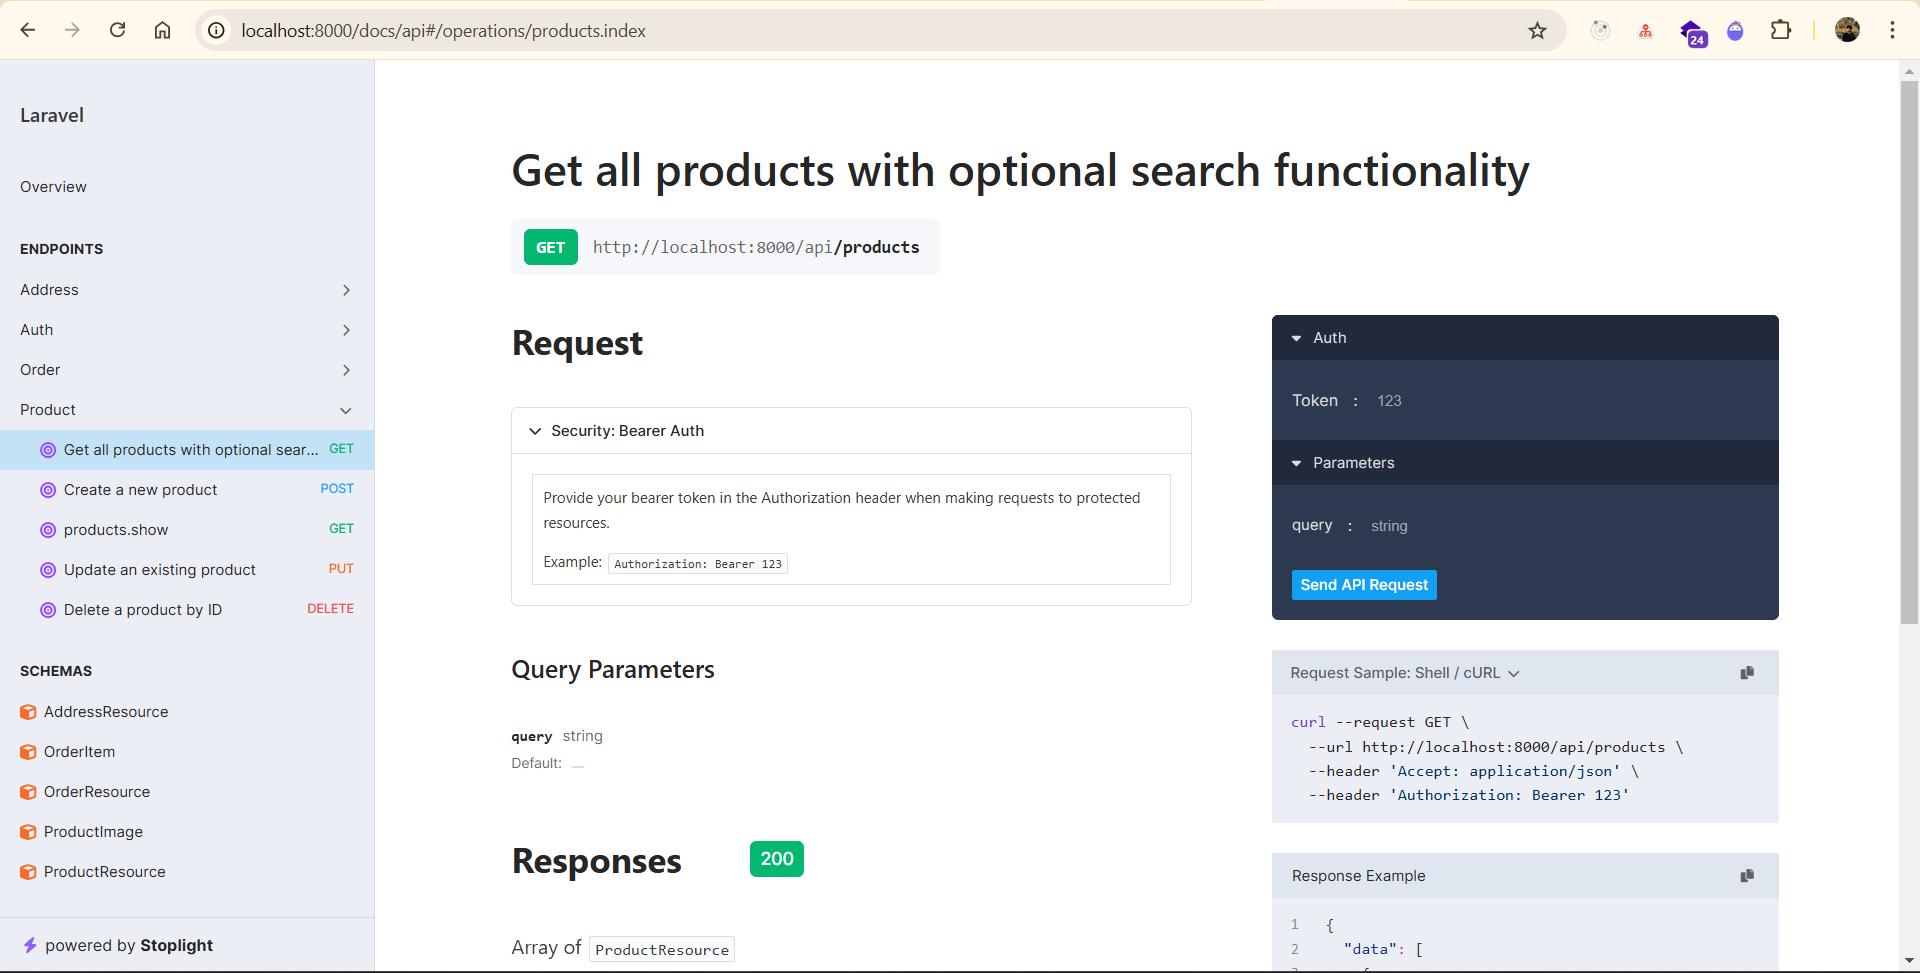 localhost:8000/docs/api#/operations/products.index
24
Laravel
Overview
ENDPOINTS
Address
Auth
Order
Product
Get all products with optional sear... GET
Create a new product POST
products.show GET
Update an existing product PUT
Delete a product by ID DELETE
SCHEMAS
AddressResource
OrderItem
OrderResource
ProductImage
ProductResource
powered by Stoplight
Get all products with optional search functionality
GET http://localhost:8000/api/products
Request
Security: Bearer Auth
Provide your bearer token in the Authorization header when making requests to protected
resources.
Example: Authorization: Bearer 123
Query Parameters
query string
Default:
Responses 200
Array of ProductResource
Auth
Token : 123
Parameters
query : string
Send API Request
Request Sample: Shell / cURL
curl --request GET \
--url http://localhost:8000/api/products \
--header 'Accept: application/json' \
--header 'Authorization: Bearer 123'
Response Example
1 {
2 "data": [